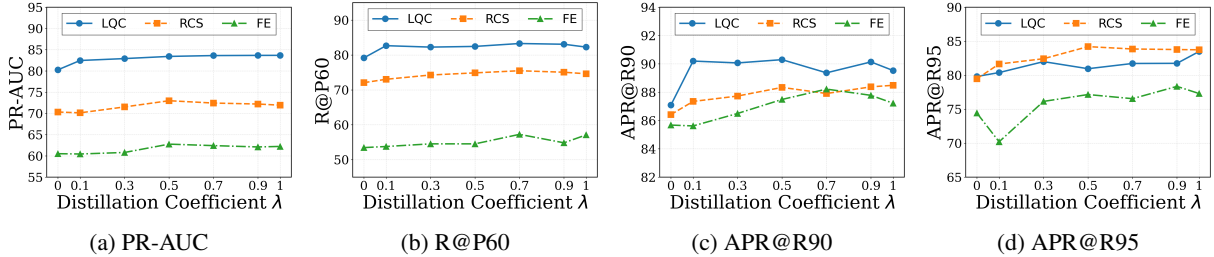 LQC RCS FE
PR-AUC
95
90
85
80
75
70
65
60
55
0 0.1 0.3 0.5 0.7 0.9 1
Distillation Coefficient λ
(a) PR-AUC
LQC RCS FE
R@P60
90
80
70
60
50
0 0.1 0.3 0.5 0.7 0.9 1
Distillation Coefficient λ
(b) R@P60
LQC RCS FE
APR@R90
94
92
90
88
86
84
82
0 0.1 0.3 0.5 0.7 0.9 1
Distillation Coefficient λ
(c) APR@R90
LQC RCS FE
APR@R95
90
85
80
75
70
65
0 0.1 0.3 0.5 0.7 0.9 1
Distillation Coefficient λ
(d) APR@R95